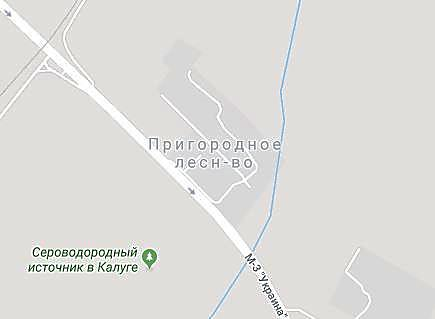 Пригородное
лесн-во
Сероводородный
источник в Калуге
М-3 "Украина"